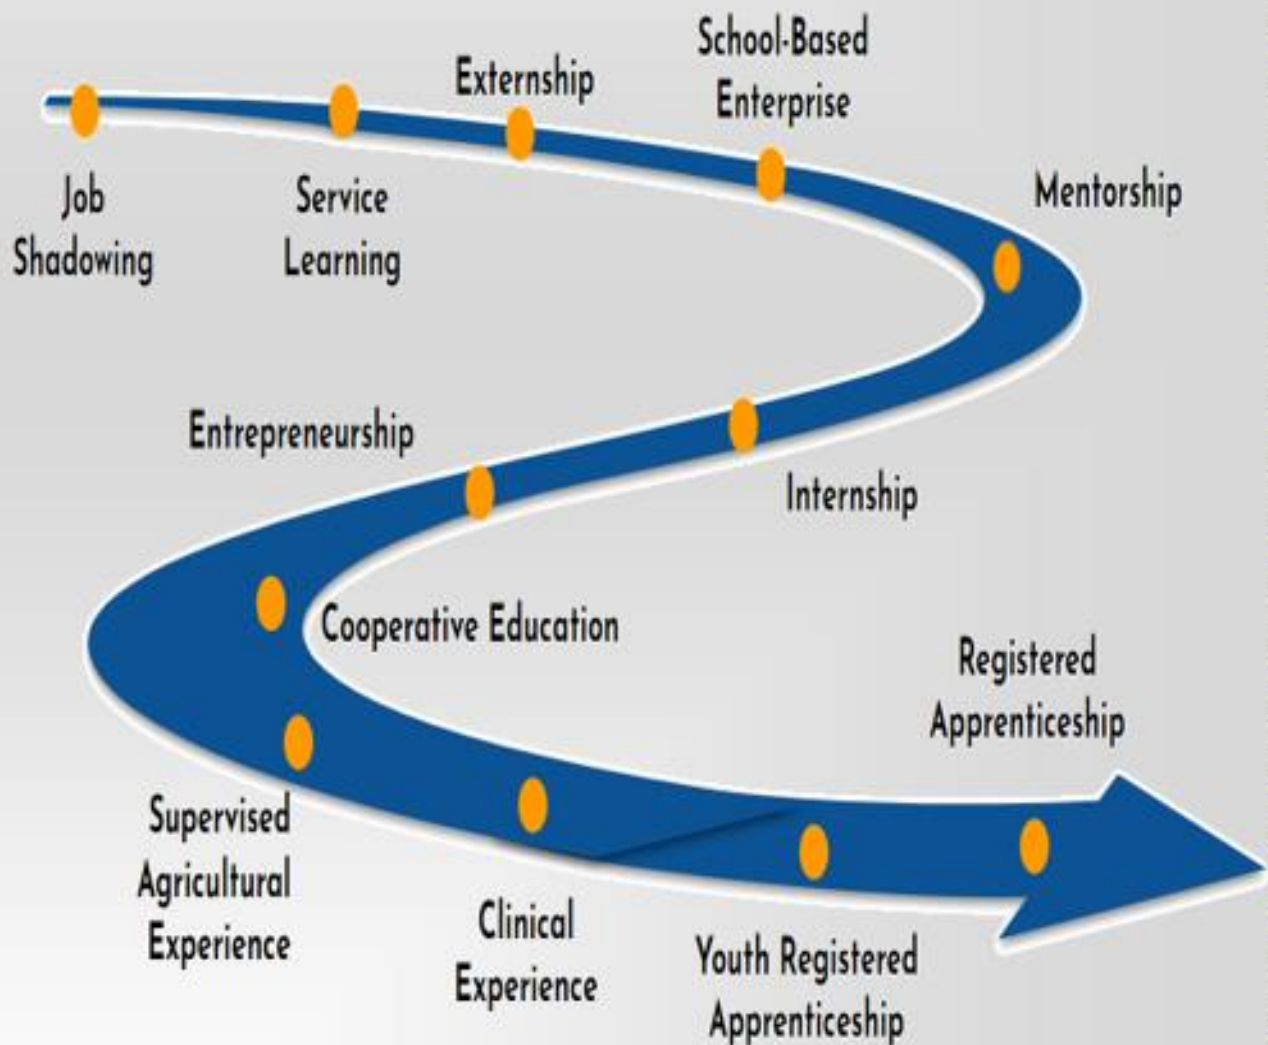 Job
Shadowing
Service
Learning
Externship
School-Based
Enterprise
Mentorship
Internship
Entrepreneurship
Cooperative Education
Supervised
Agricultural
Experience
Clinical
Experience
Youth Registered
Apprenticeship
Registered
Apprenticeship